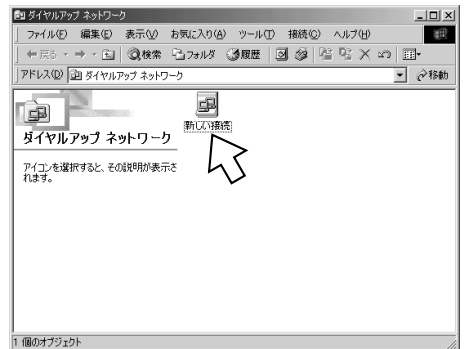 ダイヤルアップ ネットワーク
ファイル(F) 編集(E) 表示(V) お気に入り(A) ツール(T) 接続(C) ヘルプ(H)
戻る 検索 フォルダ 履歴
アドレス(D) ダイヤルアップ ネットワーク 移動
新しい接続
ダイヤルアップ ネットワーク
アイコンを選択すると、その説明が表示さ
れます。
1 個のオブジェクト